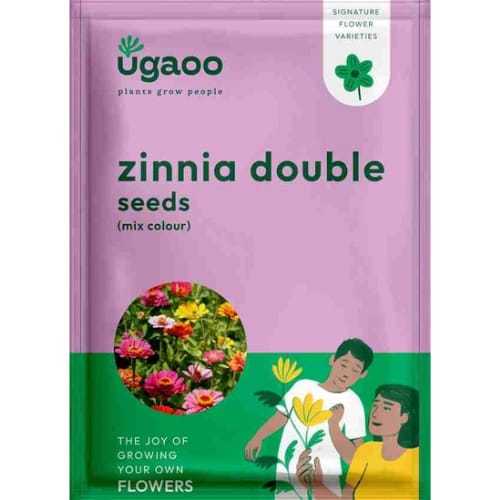 ugaoo
plants grow people
SIGNATURE
FLOWER
VARIETIES
zinnia double
seeds
(mix colour)
THE JOY OF
GROWING
YOUR OWN
FLOWERS